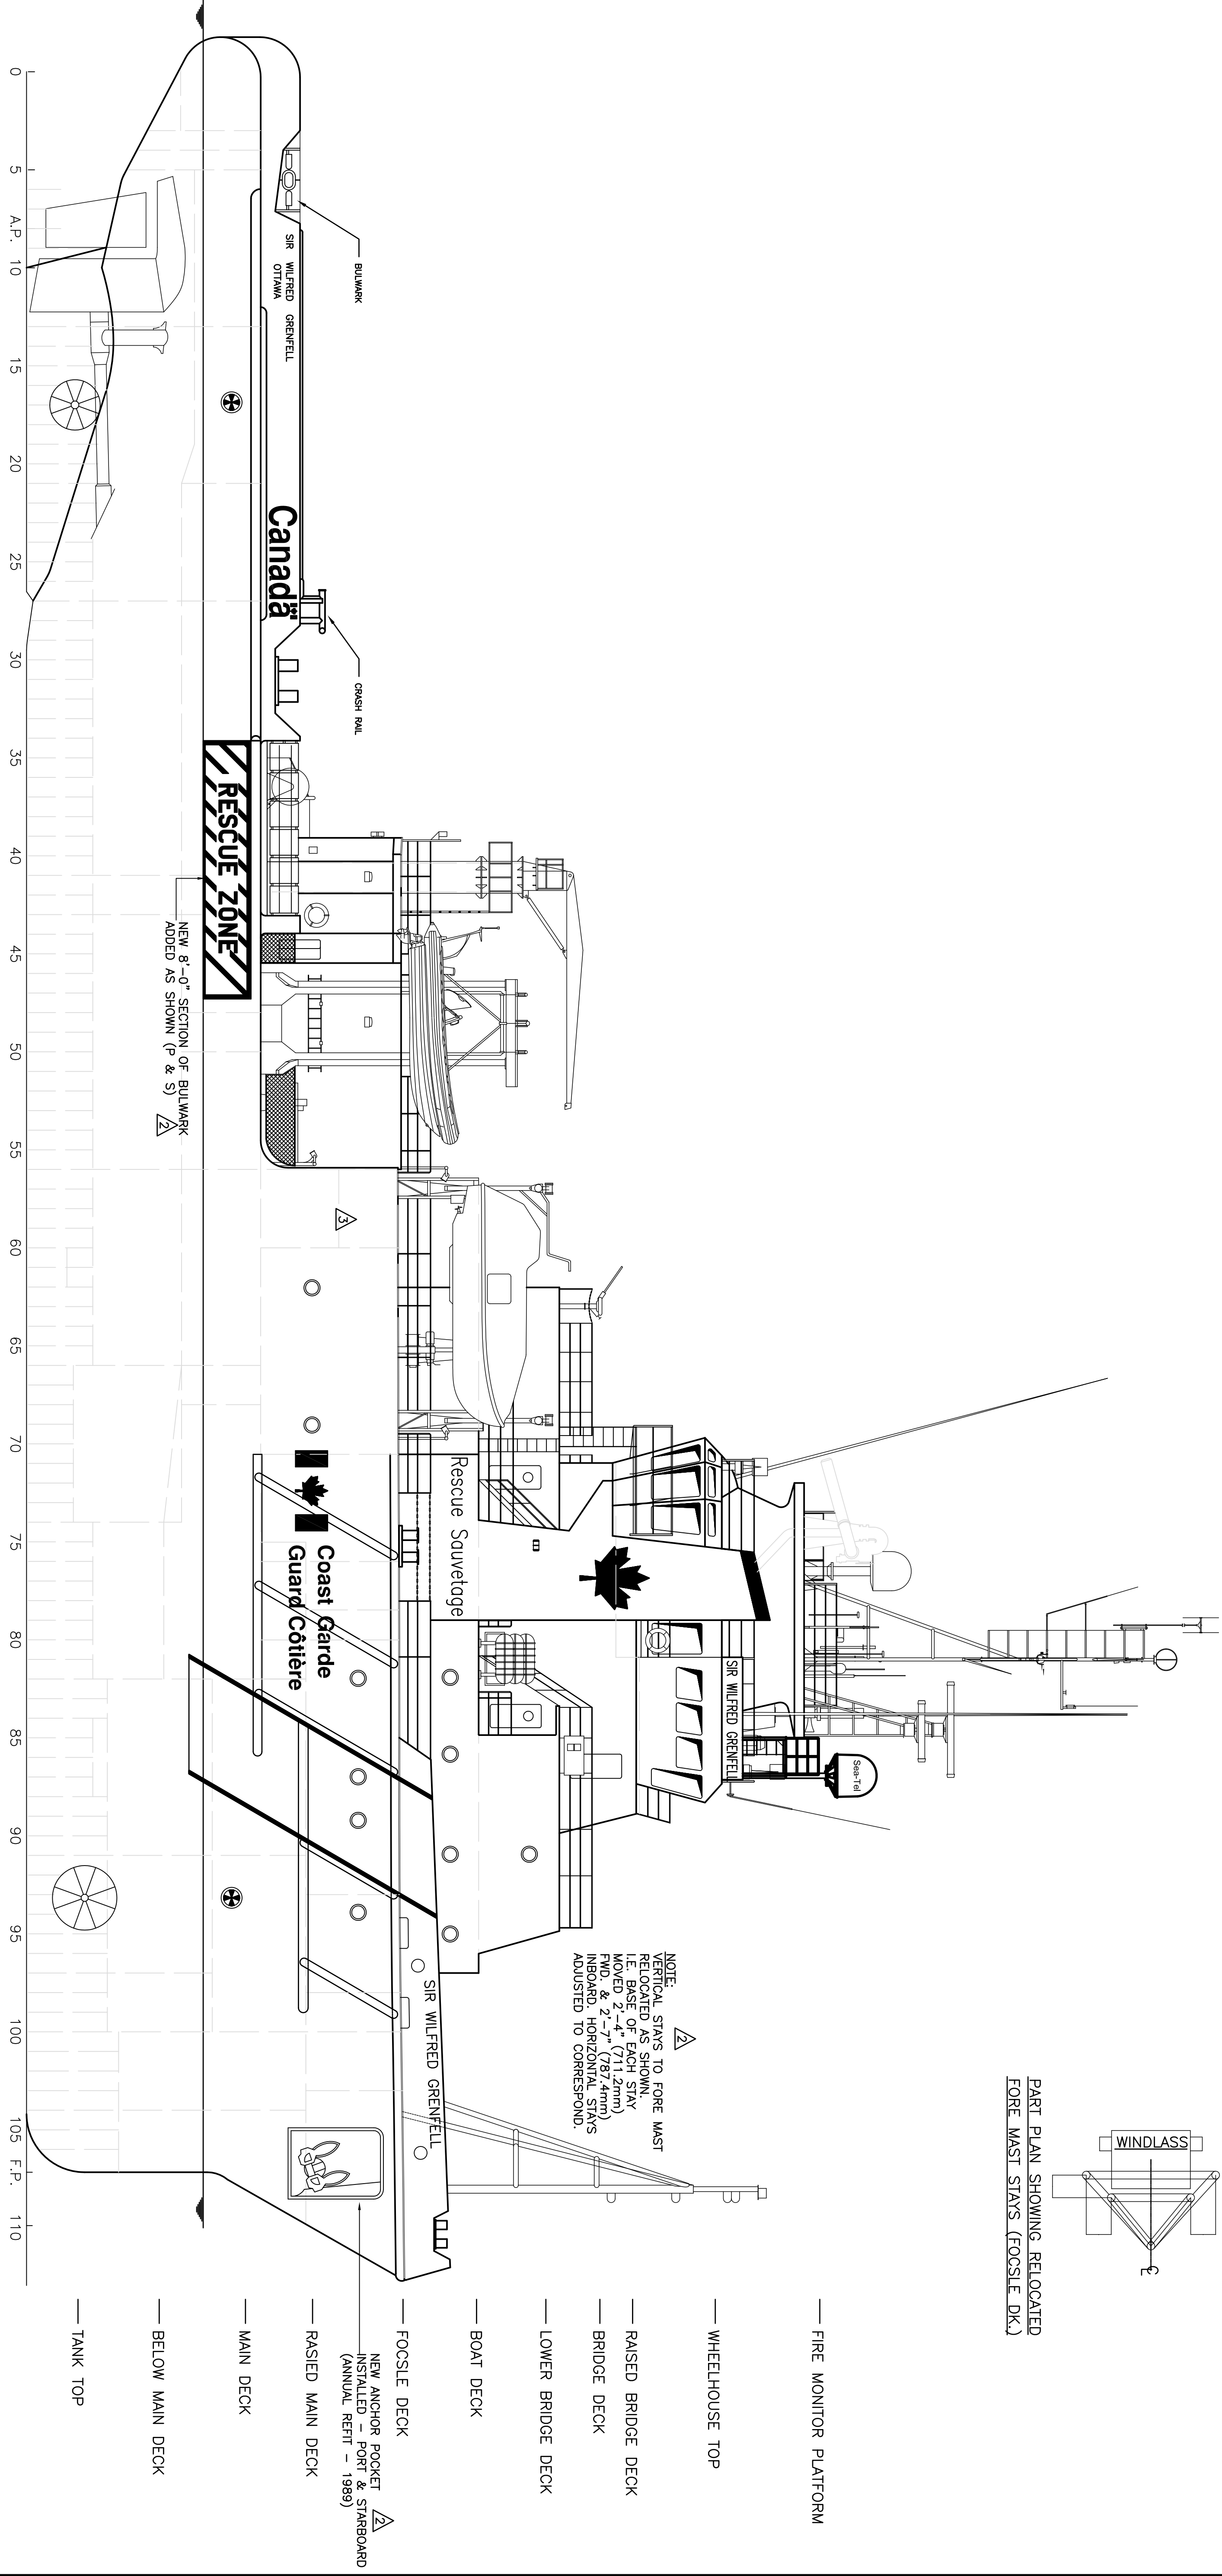 PART PLAN SHOWING RELOCATED
FORE MAST STAYS (FOCSLE DK.)
WINDLASS
CL
FIRE MONITOR PLATFORM
WHEELHOUSE TOP
RAISED BRIDGE DECK
BRIDGE DECK
LOWER BRIDGE DECK
BOAT DECK
FOCSLE DECK
RASIED MAIN DECK
MAIN DECK
BELOW MAIN DECK
TANK TOP
NOTE:
2
VERTICAL STAYS TO FORE MAST
RELOCATED AS SHOWN.
I.E. BASE OF EACH STAY
MOVED 2'-4" (711.2mm)
FWD. & 2'-7" (787.4mm)
INBOARD. HORIZONTAL STAYS
ADJUSTED TO CORRESPOND.
Sea-Tel
SIR WILFRED GRENFELL
Rescue Sauvetage
SIR WILFRED GRENFELL
Coast Garde
Guard Côtière
NEW ANCHOR POCKET
INSTALLED - PORT & STARBOARD
(ANNUAL REFIT - 1989)
2
BULWARK
CRASH RAIL
SIR WILFRED GRENFELL
OTTAWA
Canada
3
RESCUE ZONE
NEW 8'-0" SECTION OF BULWARK
ADDED AS SHOWN (P & S)
2
0 5 A.P. 10 15 20 25 30 35 40 45 50 55 60 65 70 75 80 85 90 95 100 105 F.P. 110